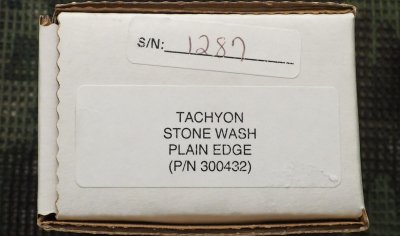 S/N: 1287
TACHYON
STONE WASH
PLAIN EDGE
(P/N 300432)